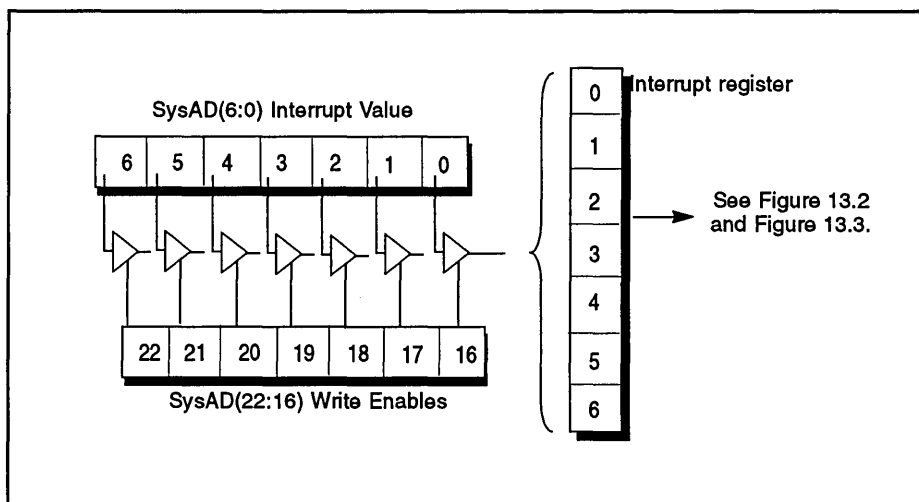 SysAD(6:0) Interrupt Value
6 5 4 3 2 1 0
22 21 20 19 18 17 16
SysAD(22:16) Write Enables
Interrupt register
0
1
2
3
4
5
6
See Figure 13.2
and Figure 13.3.